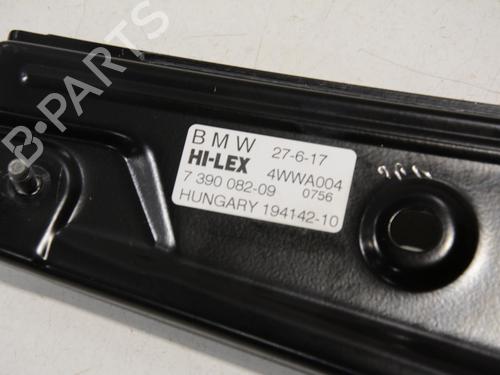 B-PARTS
BMW 27-6-17
HI-LEX 4WWA004
7 390 082-09 0756
HUNGARY 194142-10